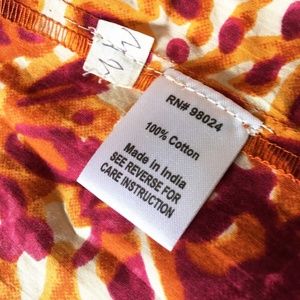 RN# 98024
100% Cotton
Made in India
SEE REVERSE FOR
CARE INSTRUCTION